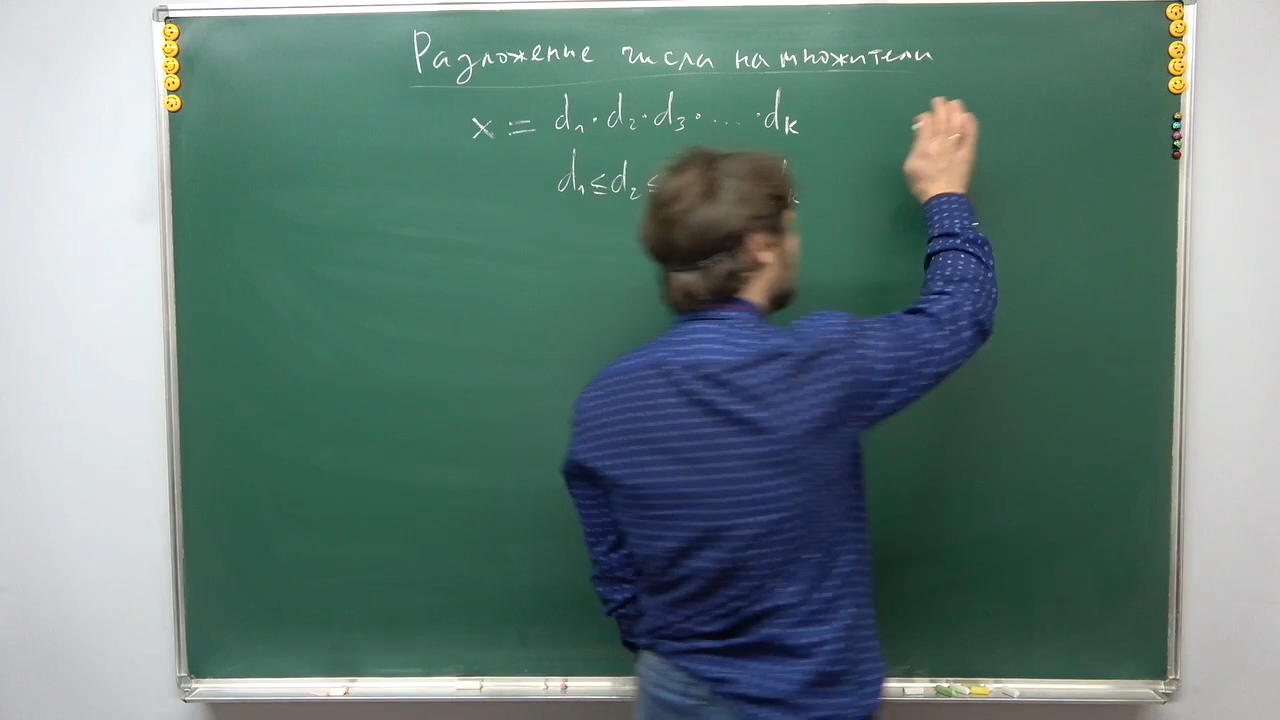 Разложение числа на множители
x = d₁ · d₂ · d₃ · .... · dₖ
d₁ ≤ d₂ ≤